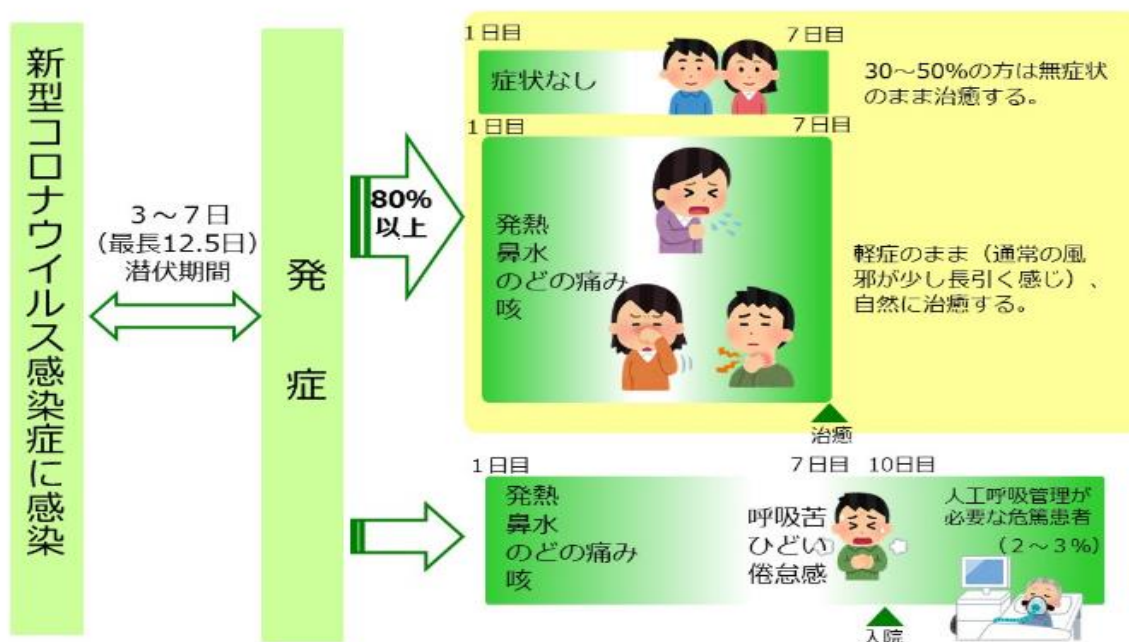 新型コロナウイルス感染症に感染
3～7日
（最長12.5日）
潜伏期間
発症
80%
以上
1日目
7日目
症状なし
30～50%の方は無症状
のまま治癒する。
1日目
7日目
発熱
鼻水
のどの痛み
咳
軽症のまま（通常の風
邪が少し長引く感じ）、
自然に治癒する。
治癒
1日目
7日目
10日目
発熱
鼻水
のどの痛み
咳
呼吸苦
ひどい
倦怠感
人工呼吸管理が
必要な危篤患者
（2～3%）
入院